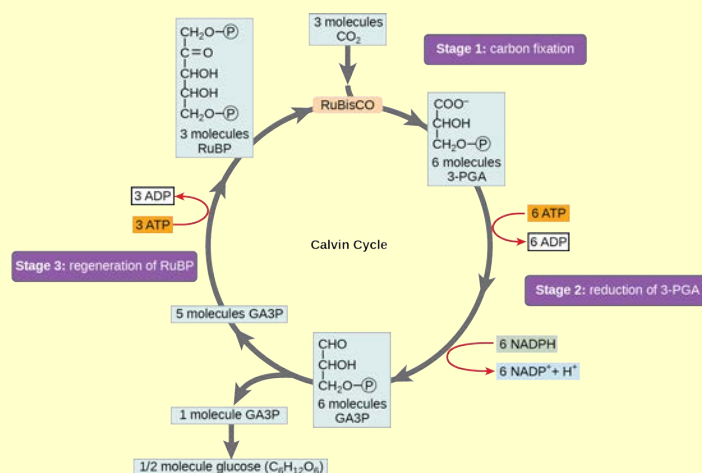 3 molecules
CO₂
Stage 1: carbon fixation
CH₂O–Ⓟ
C=O
CHOH
CHOH
CH₂O–Ⓟ
3 molecules
RuBP
RuBisCO
COO⁻
CHOH
CH₂O–Ⓟ
6 molecules
3-PGA
3 ADP
3 ATP
6 ATP
6 ADP
Calvin Cycle
Stage 3: regeneration of RuBP
Stage 2: reduction of 3-PGA
5 molecules GA3P
CHO
CHOH
CH₂O–Ⓟ
6 molecules
GA3P
6 NADPH
6 NADP⁺+ H⁺
1 molecule GA3P
1/2 molecule glucose (C₆H₁₂O₆)